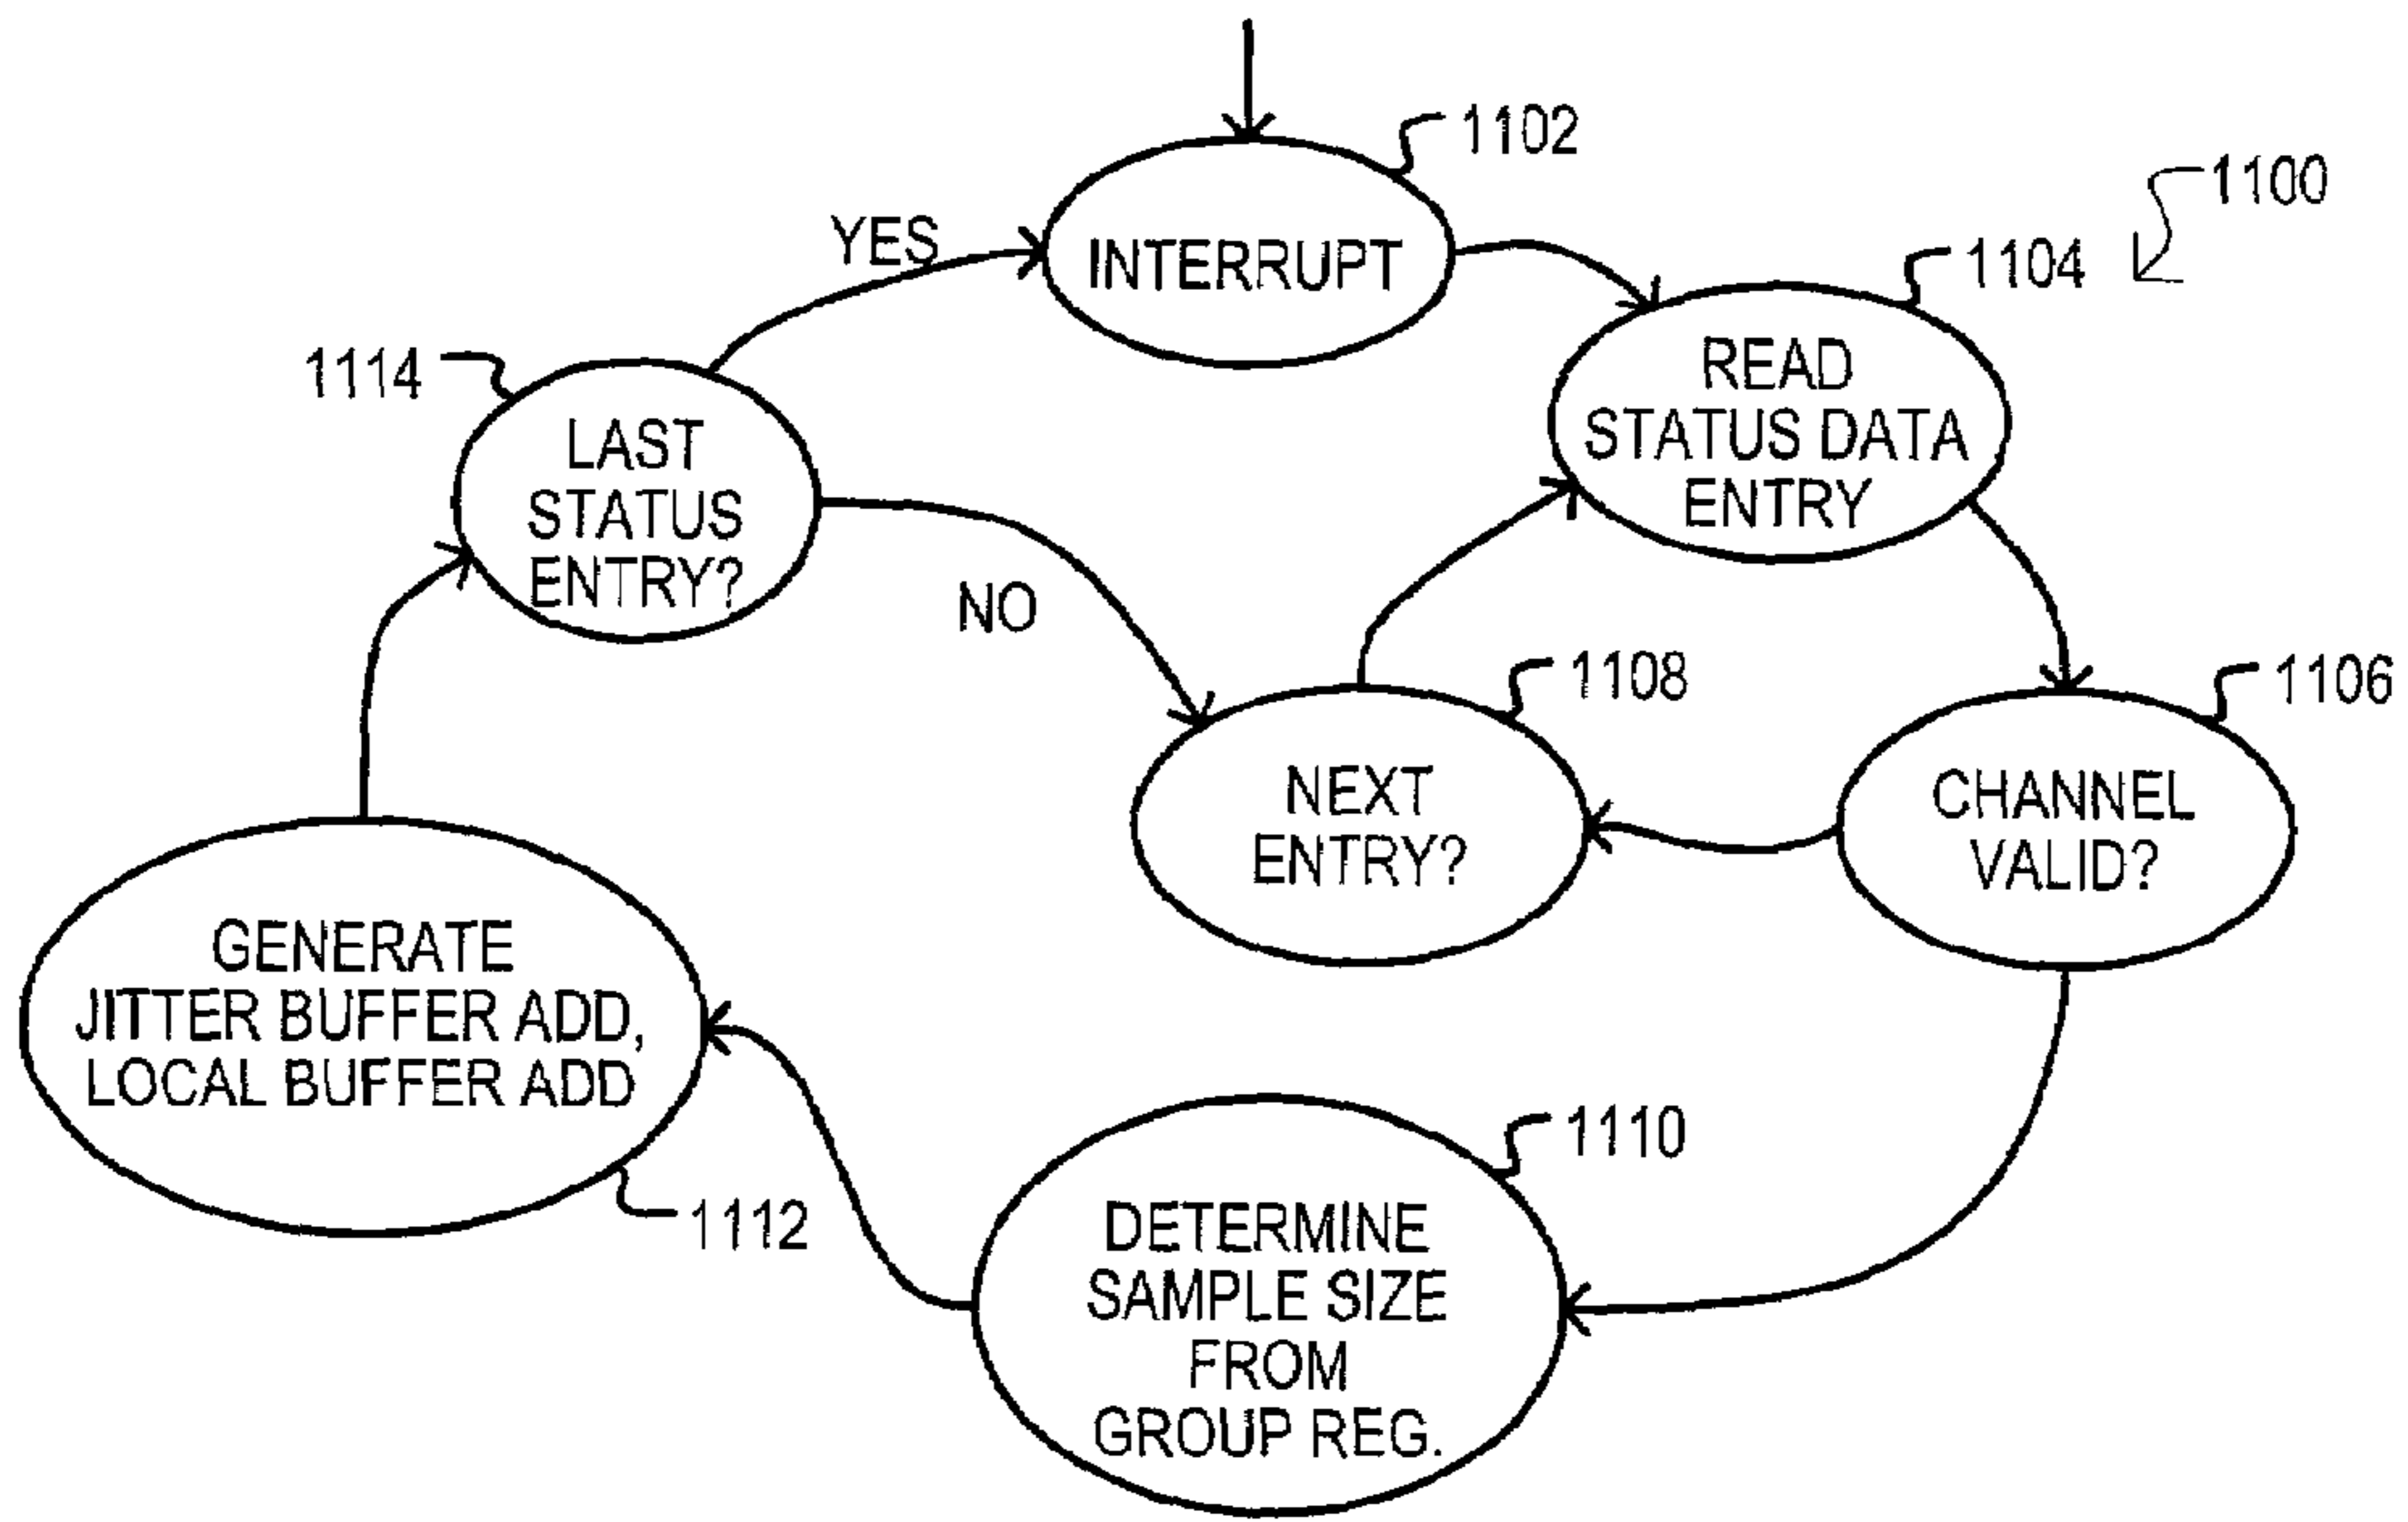 1102
INTERRUPT
1100
YES
1104
READ
STATUS DATA
ENTRY
1114
LAST
STATUS
ENTRY?
NO
1108
NEXT
ENTRY?
1106
CHANNEL
VALID?
GENERATE
JITTER BUFFER ADD,
LOCAL BUFFER ADD
1112
1110
DETERMINE
SAMPLE SIZE
FROM
GROUP REG.